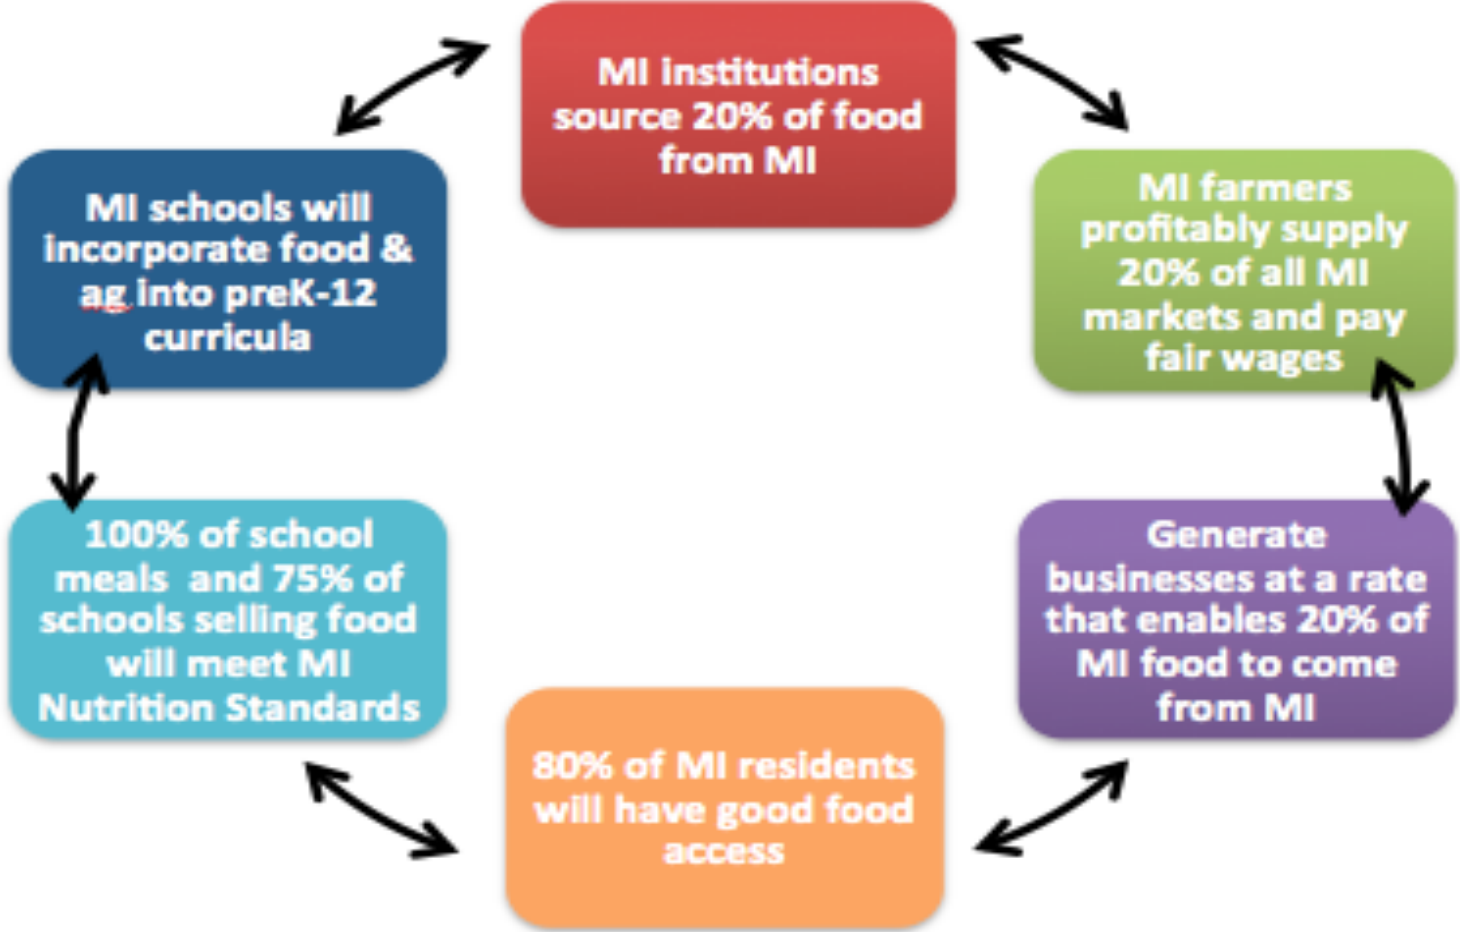 MI institutions
source 20% of food
from MI
MI farmers
profitably supply
20% of all MI
markets and pay
fair wages
Generate
businesses at a rate
that enables 20% of
MI food to come
from MI
80% of MI residents
will have good food
access
100% of school
meals  and 75% of
schools selling food
will meet MI
Nutrition Standards
MI schools will
incorporate food &
ag into preK-12
curricula